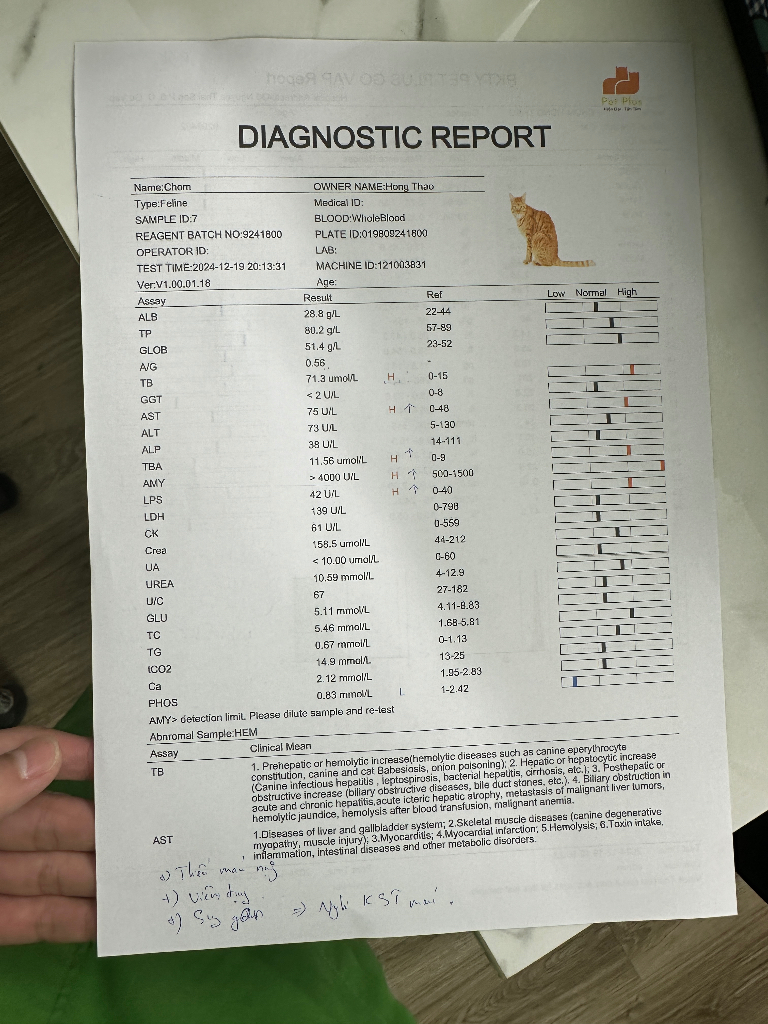 Pet Plus
DIAGNOSTIC REPORT
Name:Chom OWNER NAME:Hong Thao
Type:Feline Medical ID:
SAMPLE ID:7 BLOOD:WholeBlood
REAGENT BATCH NO:9241800 PLATE ID:019809241800
OPERATOR ID: LAB:
TEST TIME:2024-12-19 20:13:31 MACHINE ID:121003831
Ver:V1.00.01.18 Age:
Assay Result Ref Low Normal High
ALB 28.8 g/L 22-44
TP 80.2 g/L 57-89
GLOB 51.4 g/L 23-52
A/G 0.56 -
TB 71.3 umol/L H 0-15
GGT < 2 U/L 0-8
AST 75 U/L H ↑ 0-48
ALT 73 U/L 5-130
ALP 38 U/L 14-111
TBA 11.56 umol/L H ↑ 0-9
AMY > 4000 U/L H ↑ 500-1500
LPS 42 U/L H ↑ 0-40
LDH 139 U/L 0-798
CK 61 U/L 0-559
Crea 158.5 umol/L 44-212
UA < 10.00 umol/L 0-60
UREA 10.59 mmol/L 4-12.9
U/C 67 27-182
GLU 5.11 mmol/L 4.11-8.83
TC 5.46 mmol/L 1.68-5.81
TG 0.67 mmol/L 0-1.13
tCO2 14.9 mmol/L 13-25
Ca 2.12 mmol/L 1.95-2.83
PHOS 0.83 mmol/L L 1-2.42
AMY> detection limit. Please dilute sample and re-test
Abnromal Sample:HEM
Assay Clinical Mean
TB 1. Prehepatic or hemolytic increase(hemolytic diseases such as canine eperythrocyte
constitution, canine and cat Babesiosis, onion poisoning); 2. Hepatic or hepatocytic increase
(Canine infectious hepatitis , leptospirosis, bacterial hepatitis, cirrhosis, etc.); 3. Posthepatic or
obstructive increase (biliary obstructive diseases, bile duct stones, etc.). 4. Biliary obstruction in
acute and chronic hepatitis,acute icteric hepatic atrophy, metastasis of malignant liver tumors,
hemolytic jaundice, hemolysis after blood transfusion, malignant anemia.
AST 1.Diseases of liver and gallbladder system; 2.Skeletal muscle diseases (canine degenerative
myopathy, muscle injury); 3.Myocarditis; 4.Myocardial infarction; 5.Hemolysis; 6.Toxin intake,
inflammation, intestinal diseases and other metabolic disorders.
Thiếu máu nặng
Viêm
Suy gan => Nghi KST máu.